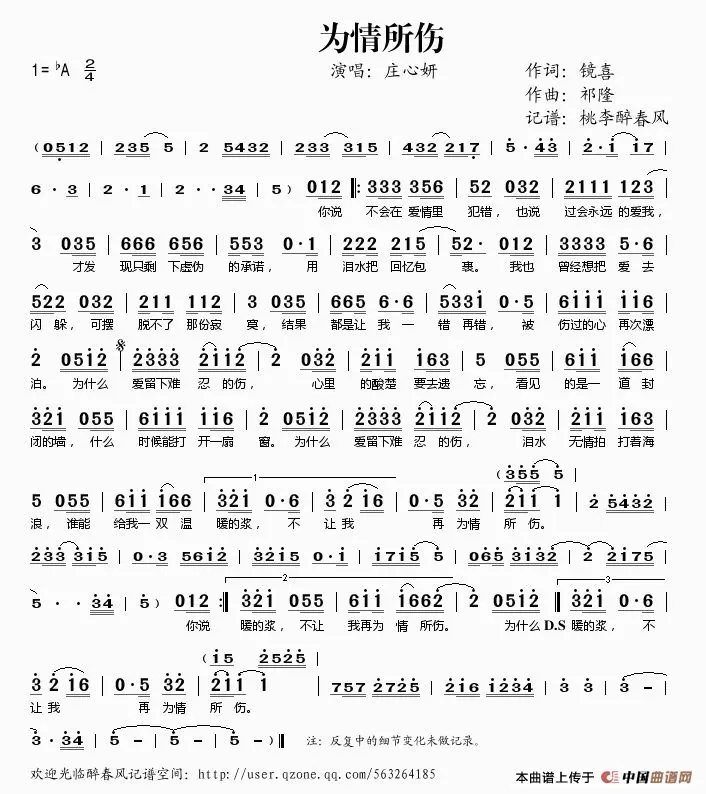 为情所伤
1=♭A 2/4 演唱：庄心妍 作词：镜喜
作曲：祁隆
记谱：桃李醉春风
(0512 | 235 5 | 2 5432 | 233 315 | 432 217 | 5·43 | 2·1 17 |
6·3 | 2·1 | 2··34 | 5) 012 |: 333 356 | 52 032 | 2111 123 |
你说 不会在 爱情里 犯错，也说 过会永远 的爱我，
3 035 | 666 656 | 553 0·1 | 222 215 | 52· 012 | 3333 5·6 |
才发 现只剩 下虚伪 的承诺，用 泪水把 回忆包 裹。我也 曾经想把 爱去
522 032 | 211 112 | 3 035 | 665 6·6 | 5331 0·5 | 6111 116 |
闪躲，可摆 脱不了 那份寂 寞，结果 都是让 我一 错再错，被 伤过的心 再次漂
2 0512 | 2333 2112 | 2 032 | 211 163 | 5 055 | 611 166 |
泊。为什么 爱留下难 忍的伤， 心里 的酸楚 要去遗 忘，看见 的是一 道封
321 055 | 6111 116 | 2 0512 | 2333 2112 | 2 032 | 211 163 |
闭的墙，什么 时候能打 开一扇 窗。为什么 爱留下难 忍的伤， 泪水 无情拍 打着海
(355 5
5 055 | 611 166 | 321 0·6 | 3 2 16 | 0·5 32 | 211 1 | 2 5432 |
1
浪，谁能 给我一 双温 暖的浆，不 让我 再 为情 所伤。
233 315 | 0·3 5612 | 3215 0·1 | 1715 5 | 065 3132 | 2 2175 |
2 3
5··34 | 5) 012 :| 321 055 | 611 1662 | 2 0512 | 321 0·6 |
你说 暖的浆，不让 我再为 情所伤。 为什么D.S 暖的浆，不
(15 2525 |
3 2 16 | 0·5 32 | 211 1 | 757 2725 | 216 1234 | 3 3 | 3 - |
让我 再 为情 所伤。
3·34 | 5 - | 5 - | 5 - )‖ 注：反复中的细节变化未做记录。
欢迎光临醉春风记谱空间：http://user.qzone.qq.com/563264185
本曲谱上传于 中国曲谱网